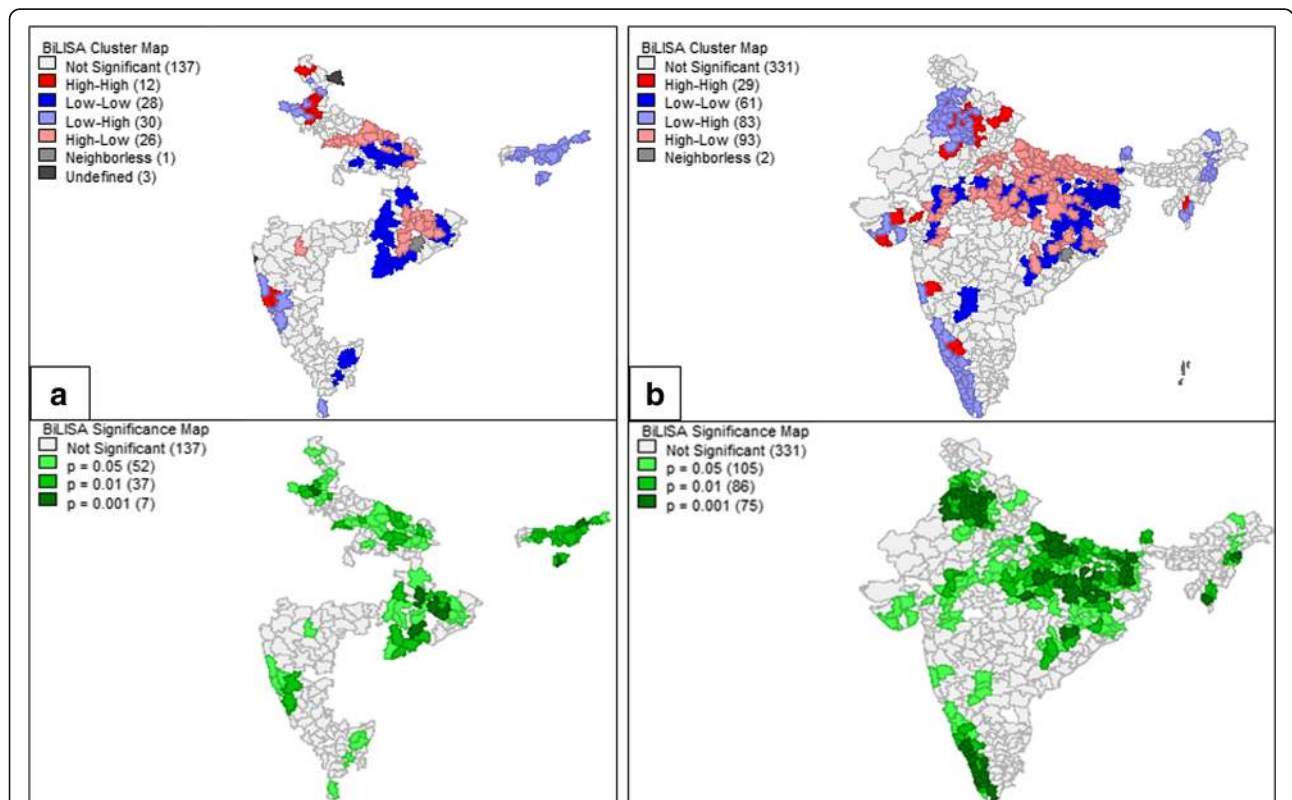 BiLISA Cluster Map
Not Significant (137)
High-High (12)
Low-Low (28)
Low-High (30)
High-Low (26)
Neighborless (1)
Undefined (3)
a
BiLISA Cluster Map
Not Significant (331)
High-High (29)
Low-Low (61)
Low-High (83)
High-Low (93)
Neighborless (2)
b
BiLISA Significance Map
Not Significant (137)
p = 0.05 (52)
p = 0.01 (37)
p = 0.001 (7)
BiLISA Significance Map
Not Significant (331)
p = 0.05 (105)
p = 0.01 (86)
p = 0.001 (75)